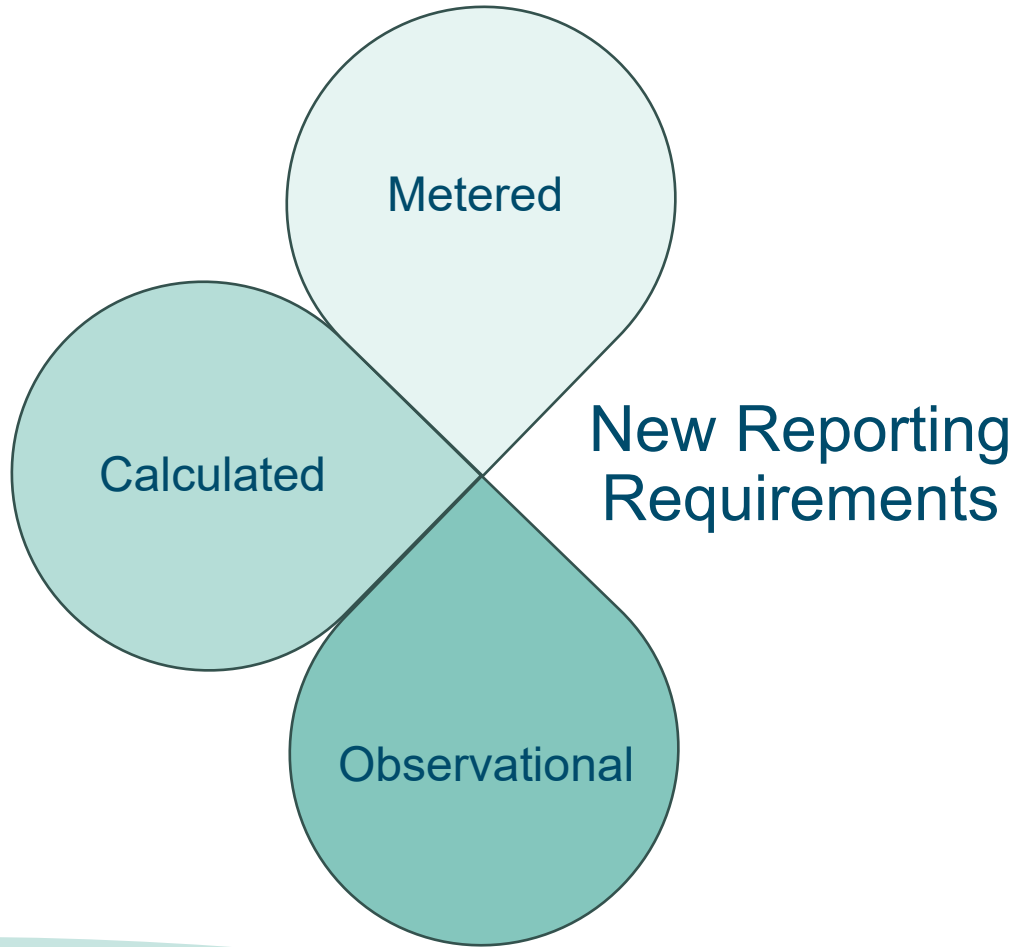 Metered
Calculated
New Reporting
Requirements
Observational